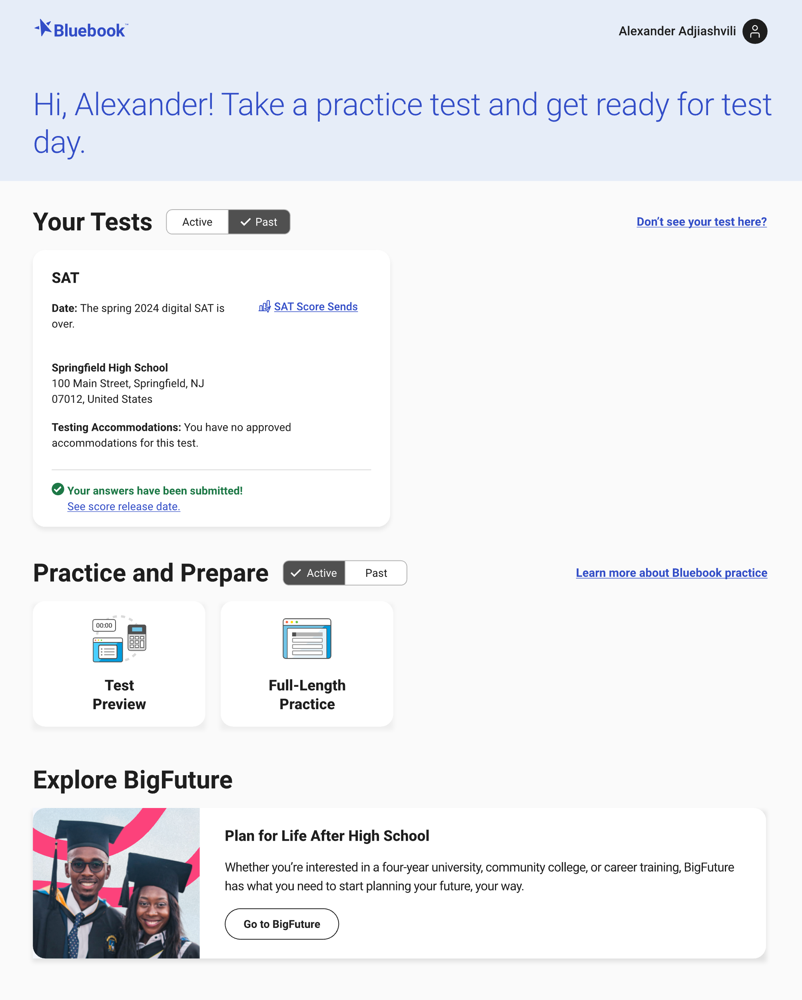 Bluebook™
Alexander Adjiashvili
Hi, Alexander! Take a practice test and get ready for test
day.
Your Tests
Active
Past
Don’t see your test here?
SAT
Date: The spring 2024 digital SAT is
over.
SAT Score Sends
Springfield High School
100 Main Street, Springfield, NJ
07012, United States
Testing Accommodations: You have no approved
accommodations for this test.
Your answers have been submitted!
See score release date.
Practice and Prepare
Active
Past
Learn more about Bluebook practice
00:00
Test
Preview
Full-Length
Practice
Explore BigFuture
Plan for Life After High School
Whether you’re interested in a four-year university, community college, or career training, BigFuture
has what you need to start planning your future, your way.
Go to BigFuture